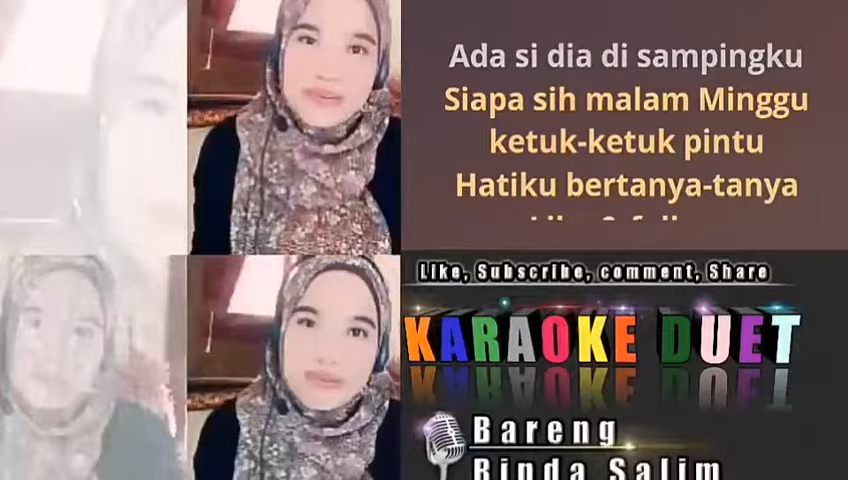 Ada si dia di sampingku
Siapa sih malam Minggu
ketuk-ketuk pintu
Hatiku bertanya-tanya
Like, Subscribe, comment, Share
KARAOKE DUET
Bareng
Rinda Salim